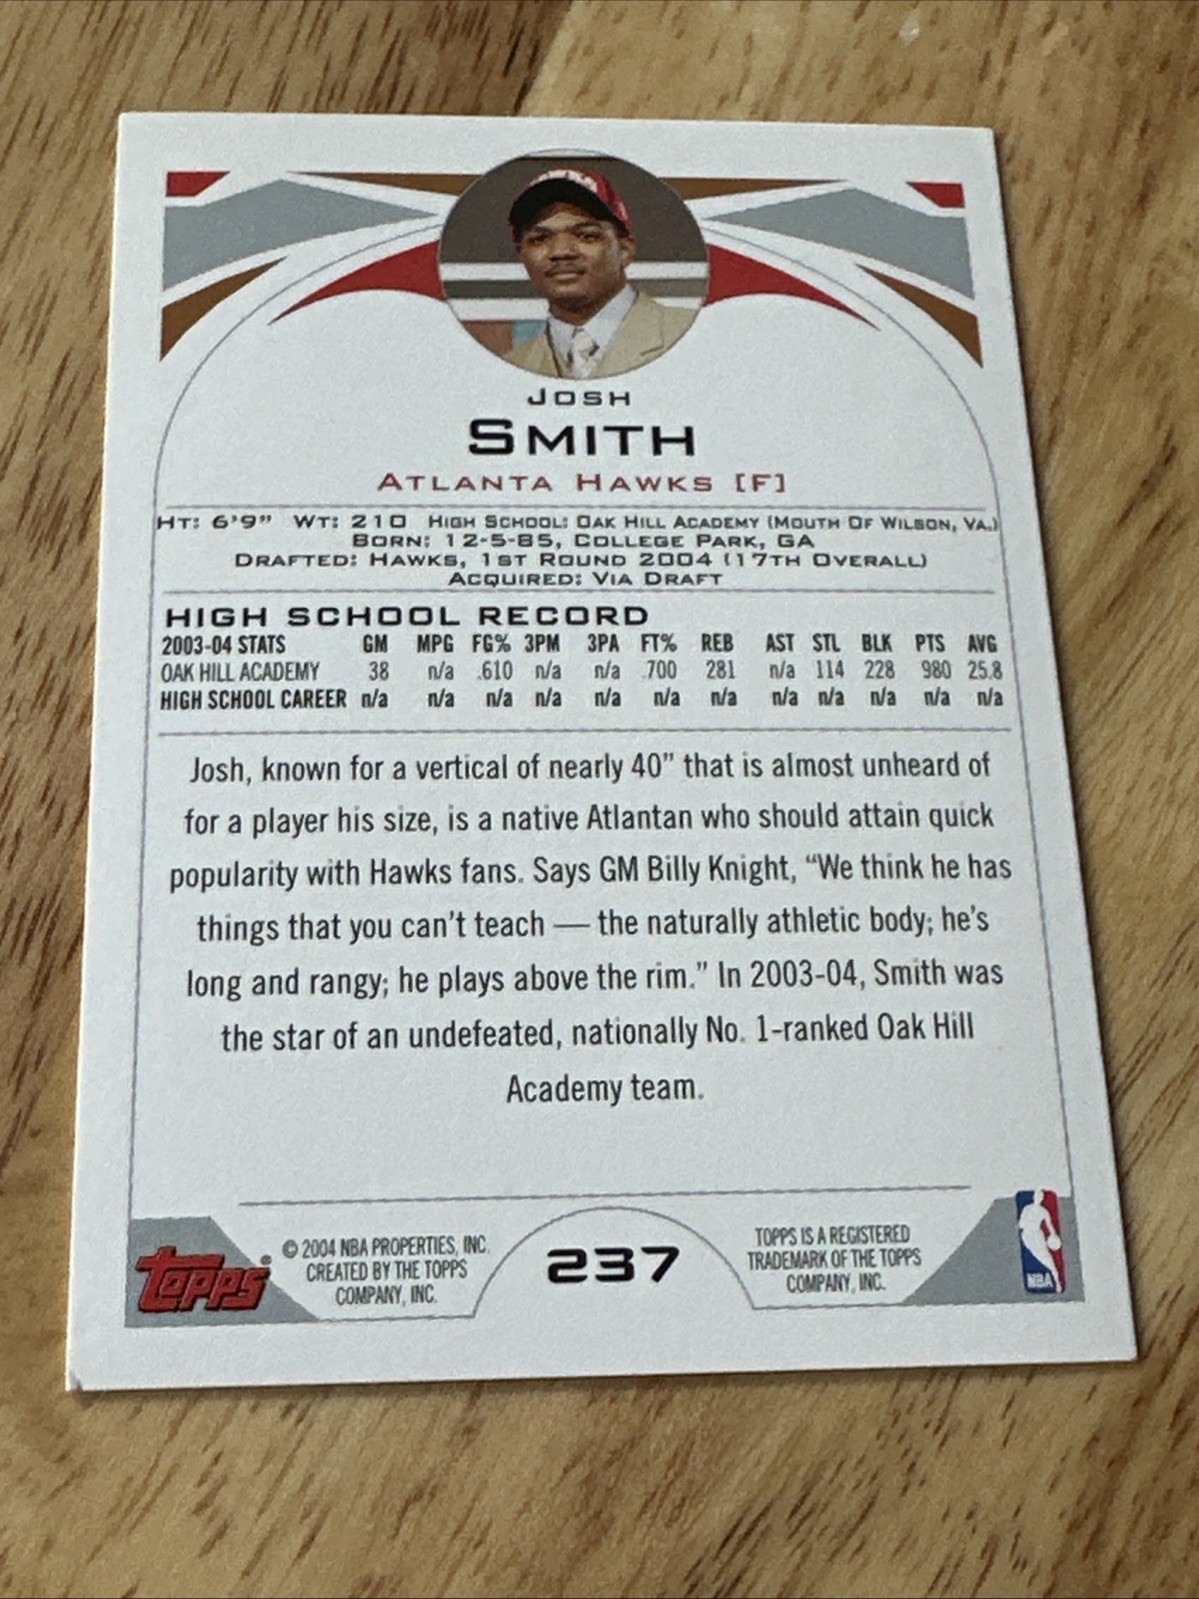 JOSH
SMITH
ATLANTA HAWKS [F]
HT: 6'9" WT: 210 HIGH SCHOOL: OAK HILL ACADEMY (MOUTH OF WILSON, VA.)
BORN: 12-5-85, COLLEGE PARK, GA
DRAFTED: HAWKS, 1ST ROUND 2004 (17TH OVERALL)
ACQUIRED: VIA DRAFT
HIGH SCHOOL RECORD
2003-04 STATS GM MPG FG% 3PM 3PA FT% REB AST STL BLK PTS AVG
OAK HILL ACADEMY 38 n/a .610 n/a n/a .700 281 n/a 114 228 980 25.8
HIGH SCHOOL CAREER n/a n/a n/a n/a n/a n/a n/a n/a n/a n/a n/a n/a
Josh, known for a vertical of nearly 40" that is almost unheard of
for a player his size, is a native Atlantan who should attain quick
popularity with Hawks fans. Says GM Billy Knight, “We think he has
things that you can't teach — the naturally athletic body; he's
long and rangy; he plays above the rim.” In 2003-04, Smith was
the star of an undefeated, nationally No. 1-ranked Oak Hill
Academy team.
topps®
© 2004 NBA PROPERTIES, INC.
CREATED BY THE TOPPS
COMPANY, INC.
237
TOPPS IS A REGISTERED
TRADEMARK OF THE TOPPS
COMPANY, INC.
NBA